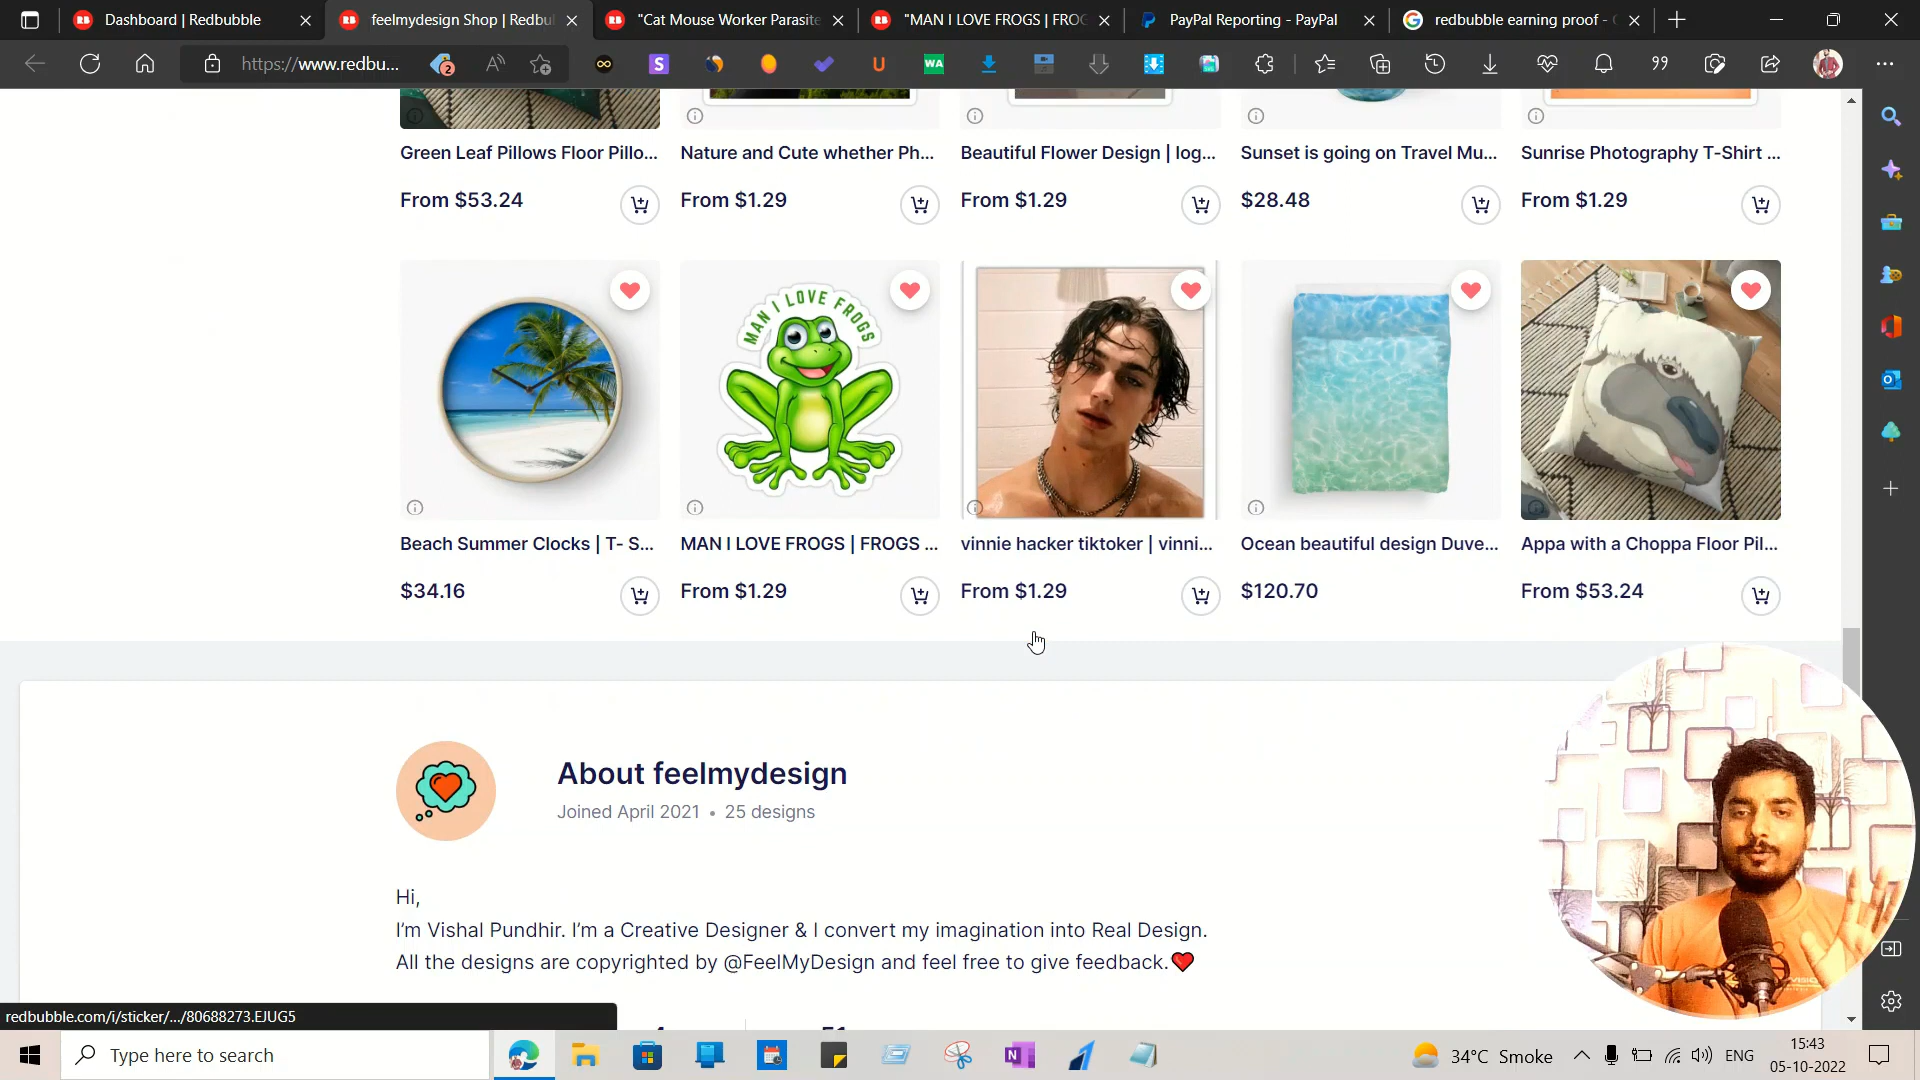 Dashboard | Redbubble
feelmydesign Shop | Redbu
"Cat Mouse Worker Parasite
"MAN I LOVE FROGS | FROG
PayPal Reporting - PayPal
redbubble earning proof -
https://www.redbu...
2
S
U
WA
Green Leaf Pillows Floor Pillo...
Nature and Cute whether Ph...
Beautiful Flower Design | log...
Sunset is going on Travel Mu...
Sunrise Photography T-Shirt ...
From $53.24
From $1.29
From $1.29
$28.48
From $1.29
MAN I LOVE FROGS
Beach Summer Clocks | T- S...
MAN I LOVE FROGS | FROGS ...
vinnie hacker tiktoker | vinni...
Ocean beautiful design Duve...
Appa with a Choppa Floor Pil...
$34.16
From $1.29
From $1.29
$120.70
From $53.24
About feelmydesign
Joined April 2021 • 25 designs
Hi,
I'm Vishal Pundhir. I'm a Creative Designer & I convert my imagination into Real Design.
All the designs are copyrighted by @FeelMyDesign and feel free to give feedback.❤
redbubble.com/i/sticker/.../80688273.EJUG5
Type here to search
34°C Smoke
ENG
15:43
05-10-2022